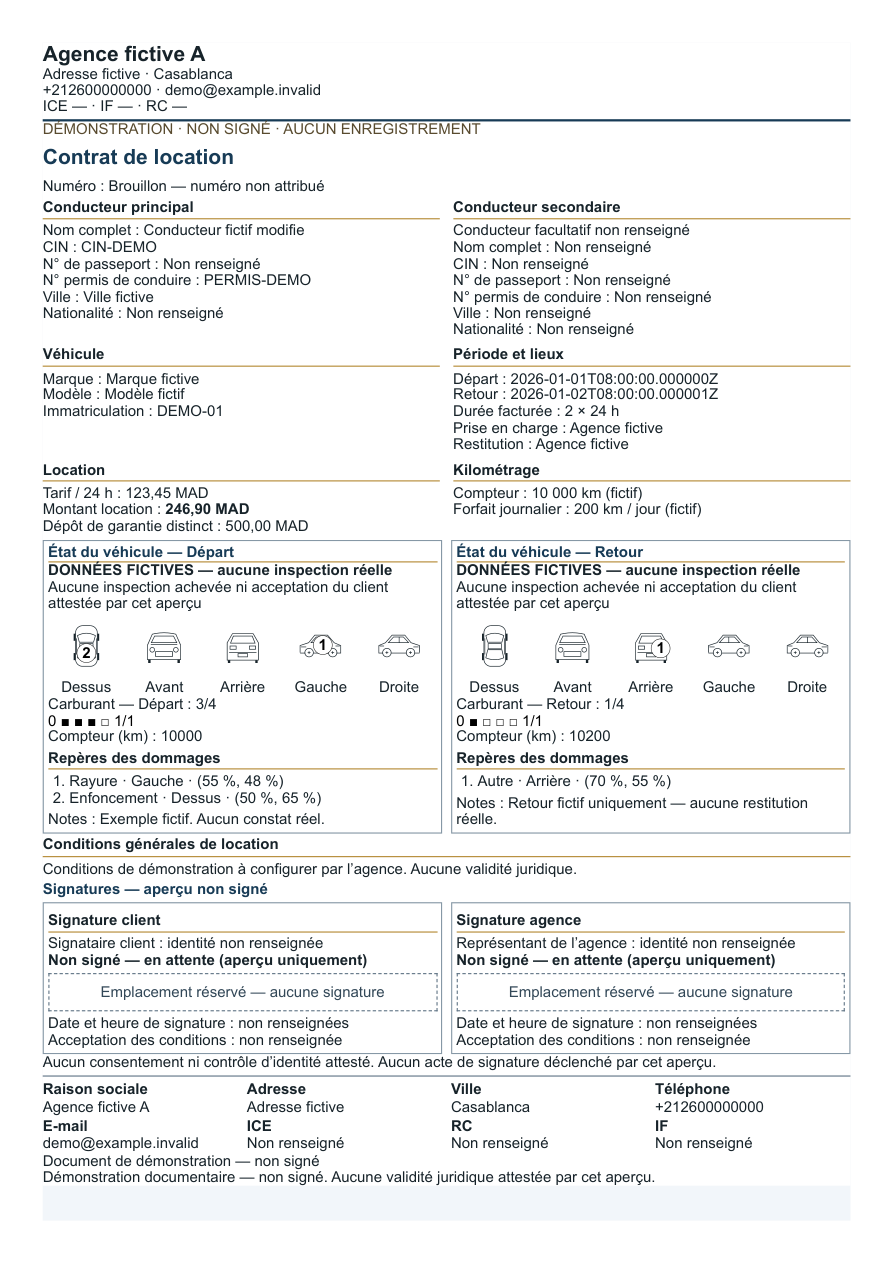 Agence fictive A
Adresse fictive · Casablanca
+212600000000 · demo@example.invalid
ICE — · IF — · RC —
DÉMONSTRATION · NON SIGNÉ · AUCUN ENREGISTREMENT
Contrat de location
Numéro : Brouillon — numéro non attribué
Conducteur principal
Nom complet : Conducteur fictif modifie
CIN : CIN-DEMO
N° de passeport : Non renseigné
N° permis de conduire : PERMIS-DEMO
Ville : Ville fictive
Nationalité : Non renseigné
Conducteur secondaire
Conducteur facultatif non renseigné
Nom complet : Non renseigné
CIN : Non renseigné
N° de passeport : Non renseigné
N° permis de conduire : Non renseigné
Ville : Non renseigné
Nationalité : Non renseigné
Véhicule
Marque : Marque fictive
Modèle : Modèle fictif
Immatriculation : DEMO-01
Période et lieux
Départ : 2026-01-01T08:00:00.000000Z
Retour : 2026-01-02T08:00:00.000001Z
Durée facturée : 2 × 24 h
Prise en charge : Agence fictive
Restitution : Agence fictive
Location
Tarif / 24 h : 123,45 MAD
Montant location : 246,90 MAD
Dépôt de garantie distinct : 500,00 MAD
Kilométrage
Compteur : 10 000 km (fictif)
Forfait journalier : 200 km / jour (fictif)
État du véhicule — Départ
DONNÉES FICTIVES — aucune inspection réelle
Aucune inspection achevée ni acceptation du client
attestée par cet aperçu
2 1
Dessus Avant Arrière Gauche Droite
Carburant — Départ : 3/4
0 ■ ■ ■ □ 1/1
Compteur (km) : 10000
Repères des dommages
1. Rayure · Gauche · (55 %, 48 %)
2. Enfoncement · Dessus · (50 %, 65 %)
Notes : Exemple fictif. Aucun constat réel.
État du véhicule — Retour
DONNÉES FICTIVES — aucune inspection réelle
Aucune inspection achevée ni acceptation du client
attestée par cet aperçu
1
Dessus Avant Arrière Gauche Droite
Carburant — Retour : 1/4
0 ■ □ □ □ 1/1
Compteur (km) : 10200
Repères des dommages
1. Autre · Arrière · (70 %, 55 %)
Notes : Retour fictif uniquement — aucune restitution
réelle.
Conditions générales de location
Conditions de démonstration à configurer par l’agence. Aucune validité juridique.
Signatures — aperçu non signé
Signature client
Signataire client : identité non renseignée
Non signé — en attente (aperçu uniquement)
Emplacement réservé — aucune signature
Date et heure de signature : non renseignées
Acceptation des conditions : non renseignée
Signature agence
Représentant de l’agence : identité non renseignée
Non signé — en attente (aperçu uniquement)
Emplacement réservé — aucune signature
Date et heure de signature : non renseignées
Acceptation des conditions : non renseignée
Aucun consentement ni contrôle d’identité attesté. Aucun acte de signature déclenché par cet aperçu.
Raison sociale Adresse Ville Téléphone
Agence fictive A Adresse fictive Casablanca +212600000000
E-mail ICE RC IF
demo@example.invalid Non renseigné Non renseigné Non renseigné
Document de démonstration — non signé
Démonstration documentaire — non signé. Aucune validité juridique attestée par cet aperçu.